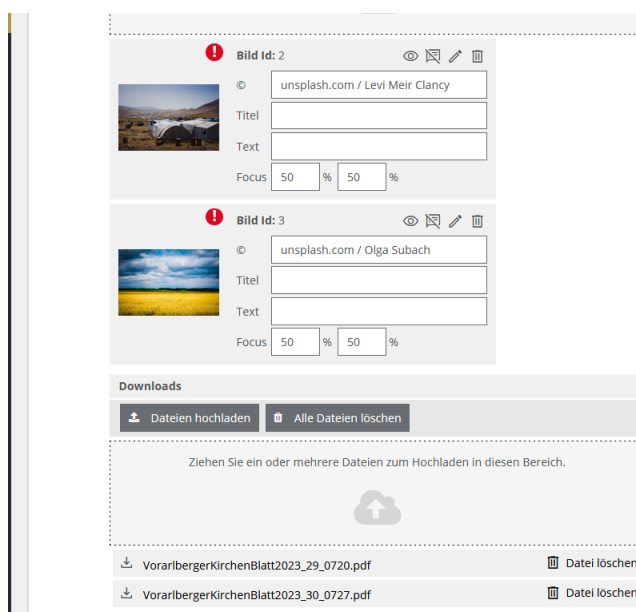 Bild Id: 2
© unsplash.com / Levi Meir Clancy
Titel
Text
Focus 50 % 50 %
Bild Id: 3
© unsplash.com / Olga Subach
Titel
Text
Focus 50 % 50 %
Downloads
Dateien hochladen Alle Dateien löschen
Ziehen Sie ein oder mehrere Dateien zum Hochladen in diesen Bereich.
VorarlbergerKirchenBlatt2023_29_0720.pdf Datei löschen
VorarlbergerKirchenBlatt2023_30_0727.pdf Datei löschen